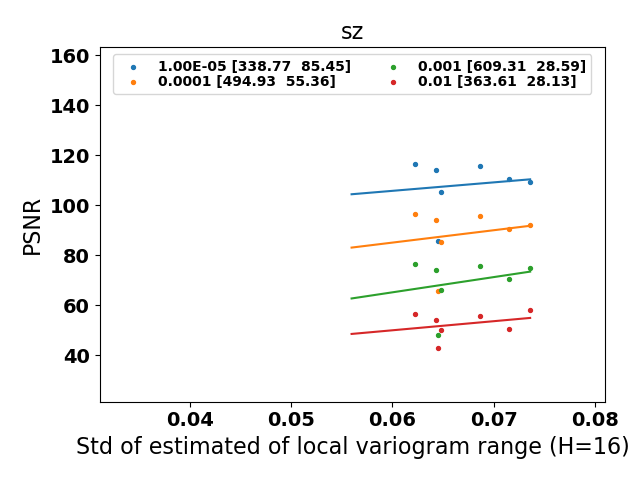 sz
160
140
120
100
80
60
40
PSNR
1.00E-05 [338.77 85.45]
0.0001 [494.93 55.36]
0.001 [609.31 28.59]
0.01 [363.61 28.13]
0.04 0.05 0.06 0.07 0.08
Std of estimated of local variogram range (H=16)